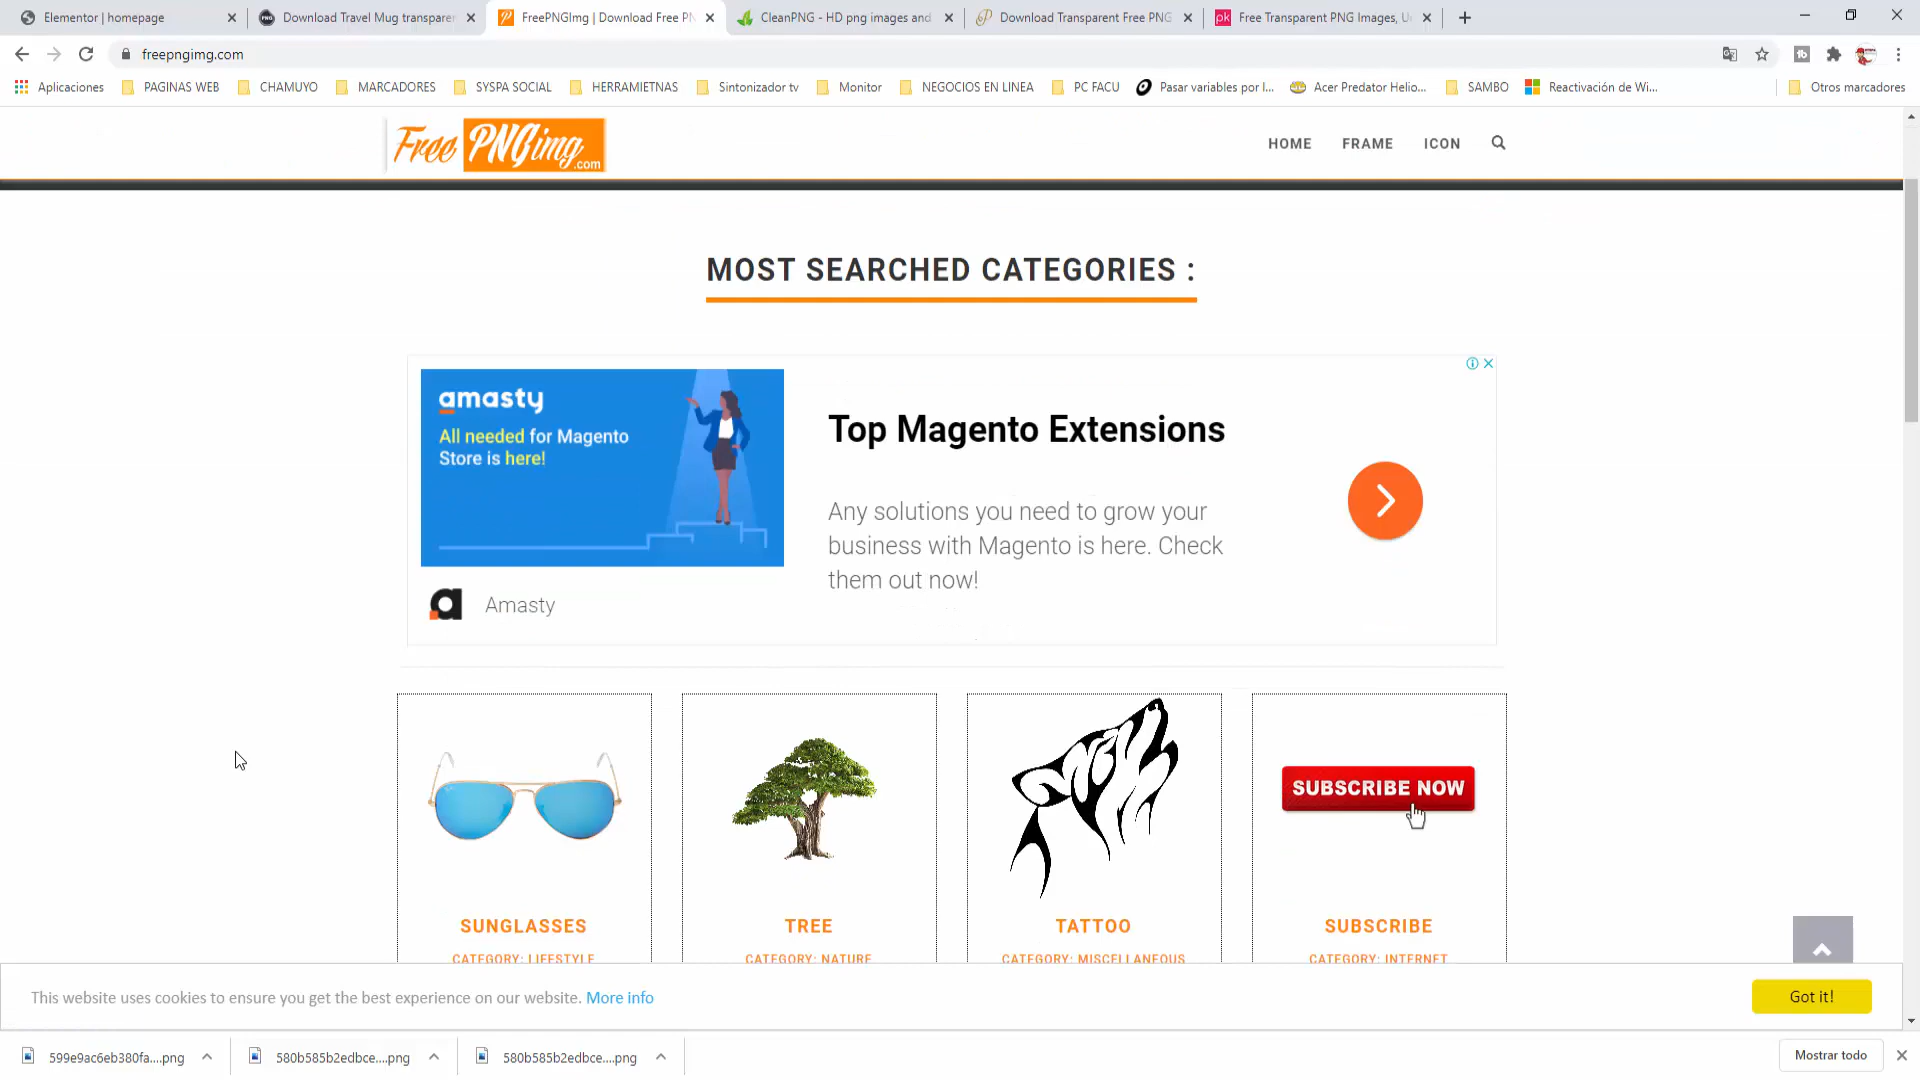 Elementor | homepage
Download Travel Mug transparen
FreePNGImg | Download Free PN
CleanPNG - HD png images and
Download Transparent Free PNG
pk Free Transparent PNG Images, U
freepngimg.com
Aplicaciones
PAGINAS WEB
CHAMUYO
MARCADORES
SYSPA SOCIAL
HERRAMIETNAS
Sintonizador tv
Monitor
NEGOCIOS EN LINEA
PC FACU
Pasar variables por l...
Acer Predator Helio...
SAMBO
Reactivación de Wi...
Otros marcadores
Free PNGimg.com
HOME
FRAME
ICON
MOST SEARCHED CATEGORIES :
amasty
All needed for Magento
Store is here!
Top Magento Extensions
Any solutions you need to grow your
business with Magento is here. Check
them out now!
a Amasty
SUBSCRIBE NOW
SUNGLASSES
TREE
TATTOO
SUBSCRIBE
CATEGORY: LIFESTYLE
CATEGORY: NATURE
CATEGORY: MISCELLANEOUS
CATEGORY: INTERNET
This website uses cookies to ensure you get the best experience on our website. More info
Got it!
599e9ac6eb380fa....png
580b585b2edbce....png
580b585b2edbce....png
Mostrar todo